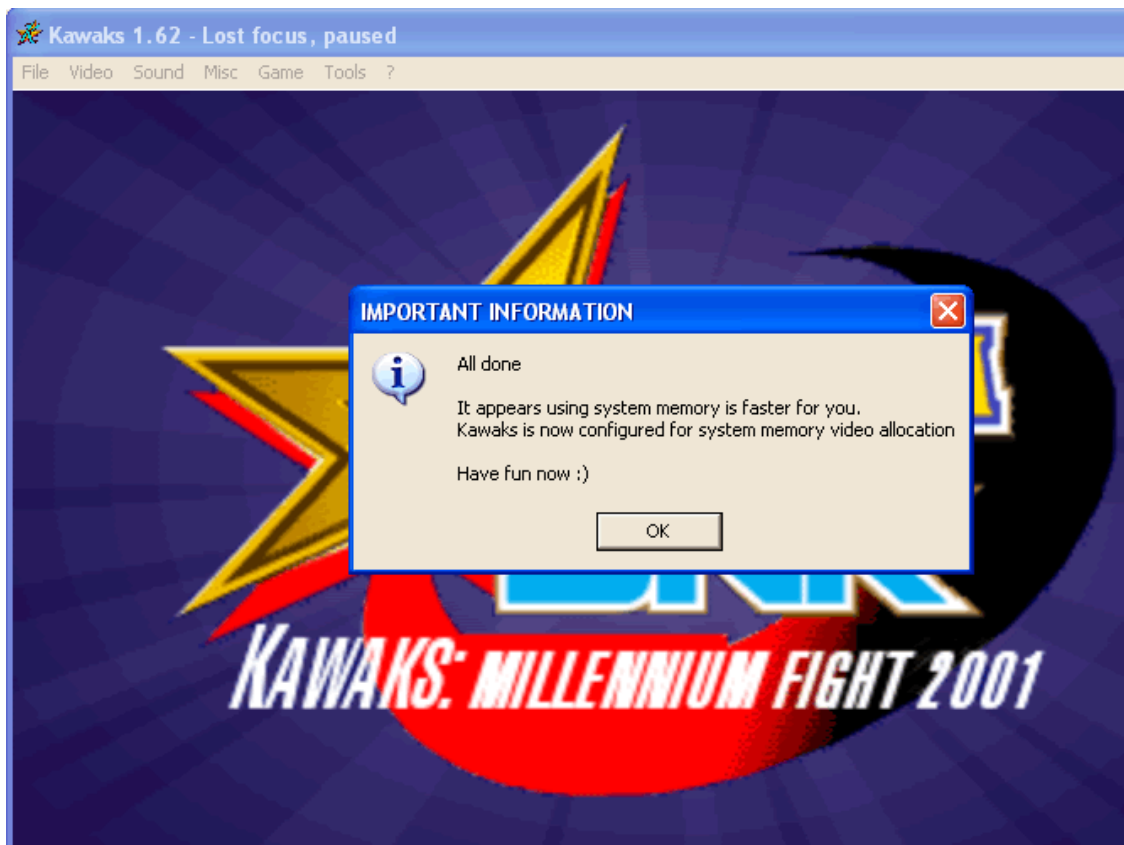 Kawaks 1.62 - Lost focus, paused
File Video Sound Misc Game Tools ?
IMPORTANT INFORMATION
All done
It appears using system memory is faster for you.
Kawaks is now configured for system memory video allocation
Have fun now :)
OK
KAWAKS: MILLENNIUM FIGHT 2001